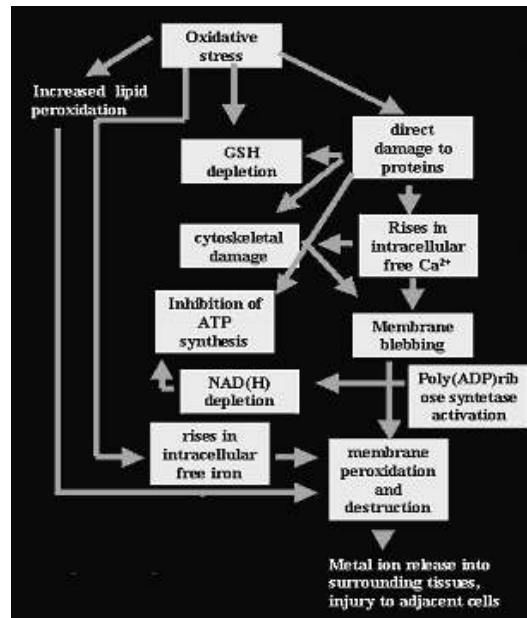 Oxidative
stress
Increased lipid
peroxidation
direct
damage to
proteins
GSH
depletion
cytoskeletal
damage
Rises in
intracellular
free Ca²⁺
Inhibition of
ATP
synthesis
Membrane
blebbing
NAD(H)
depletion
Poly(ADP)rib
ose syntetase
activation
rises in
intracellular
free iron
membrane
peroxidation
and
destruction
Metal ion release into
surrounding tissues,
injury to adjacent cells